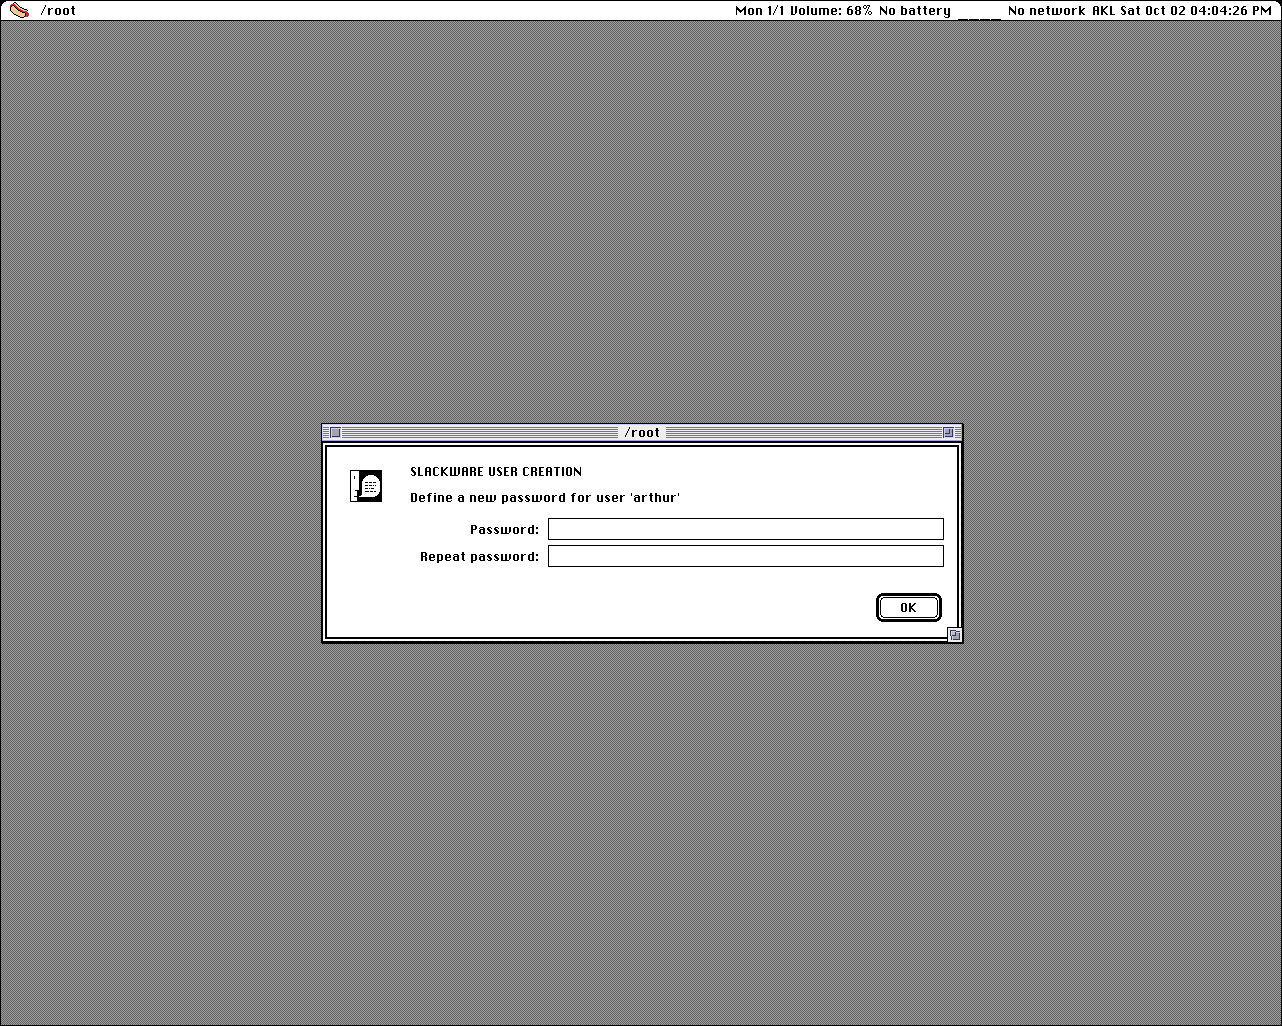 /root Mon 1/1 Volume: 68% No battery ____ No network AKL Sat Oct 02 04:04:26 PM
/root
SLACKWARE USER CREATION
Define a new password for user 'arthur'
Password:
Repeat password:
OK